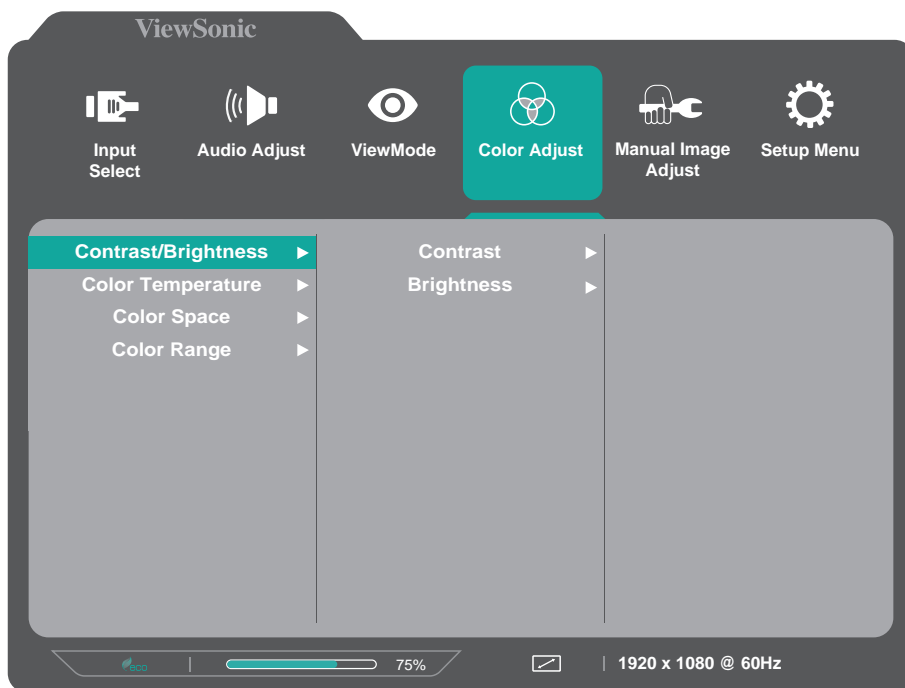 ViewSonic
Input
Select
Audio Adjust
ViewMode
Color Adjust
Manual Image
Adjust
Setup Menu
Contrast/Brightness
Color Temperature
Color Space
Color Range
Contrast
Brightness
eco
75%
1920 x 1080 @ 60Hz